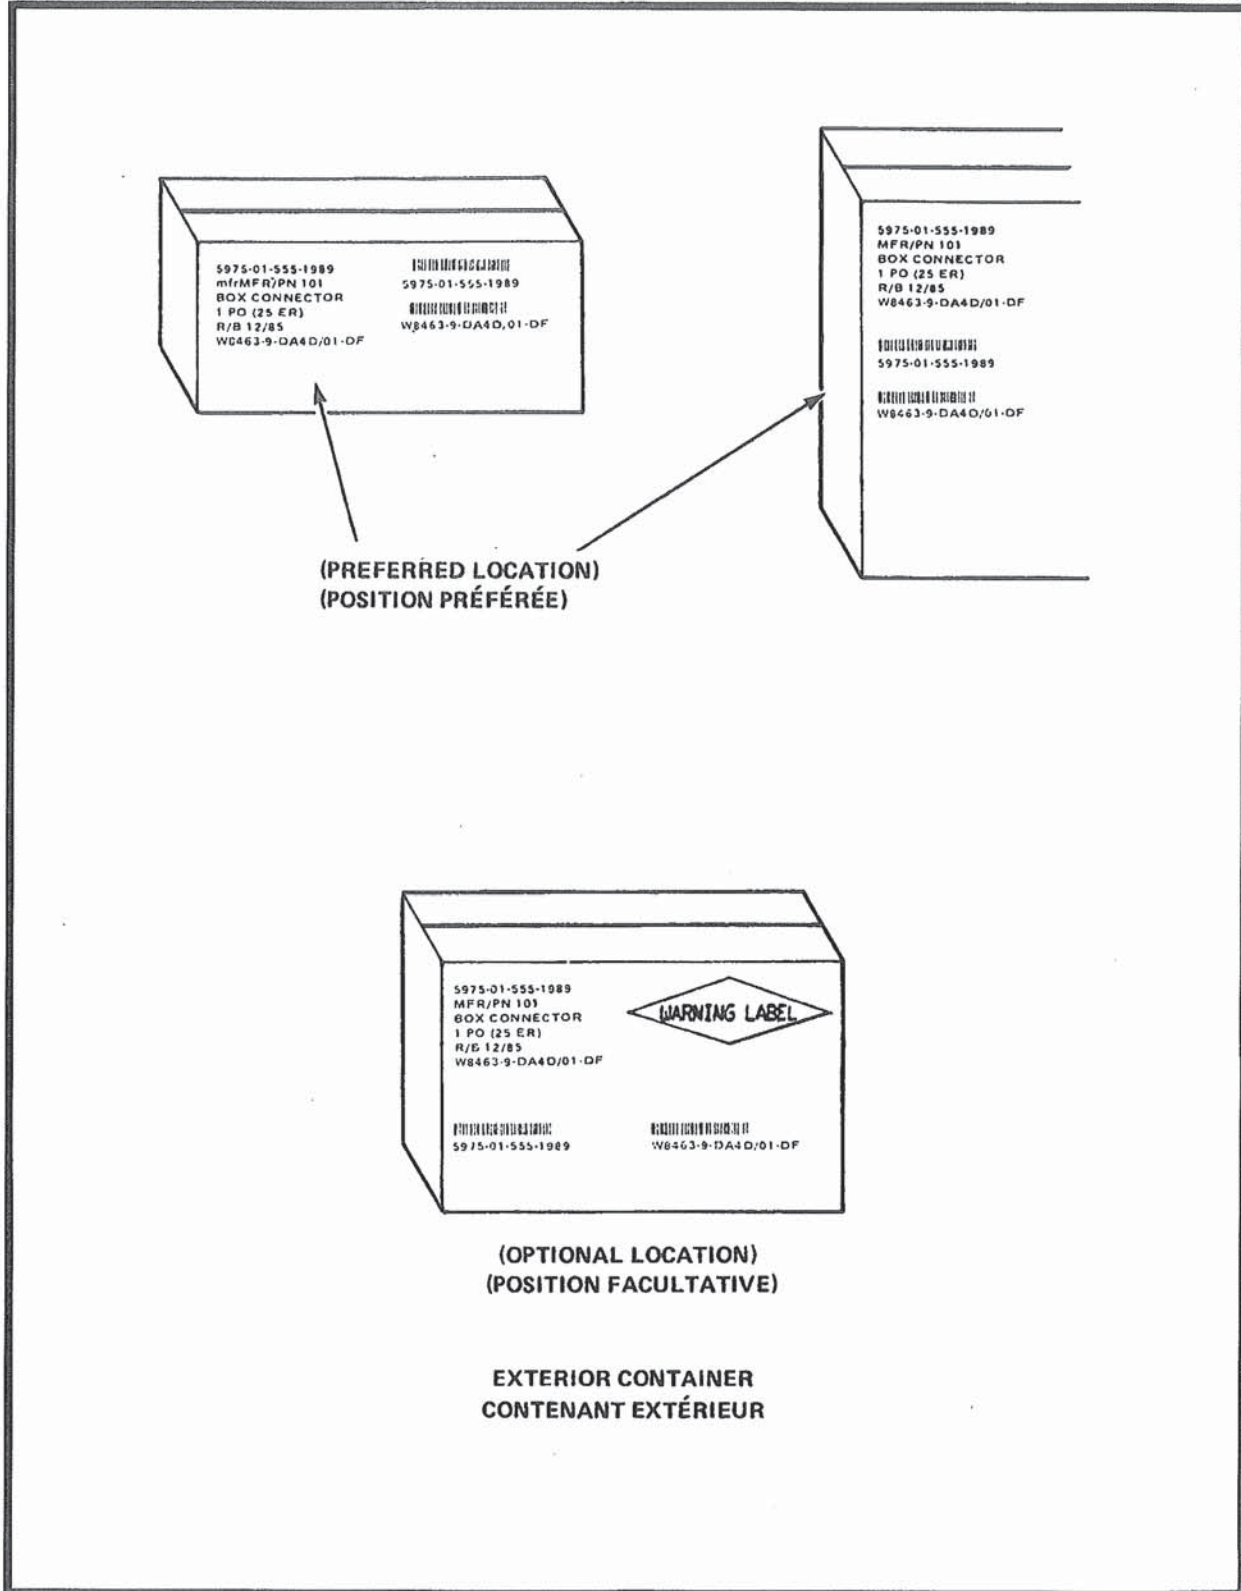 5975-01-555-1989
mfrMFR/PN 101
BOX CONNECTOR
1 PO (25 ER)
R/B 12/85
W8463-9-DA4D/01-DF
5975-01-555-1989
W8463-9-DA4D,01-DF
5975-01-555-1989
MFR/PN 101
BOX CONNECTOR
1 PO (25 ER)
R/B 12/85
W8463-9-DA4D/01-DF
5975-01-555-1989
W8463-9-DA4D/01-DF
(PREFERRED LOCATION)
(POSITION PRÉFÉRÉE)
5975-01-555-1989
MFR/PN 101
BOX CONNECTOR
1 PO (25 ER)
R/B 12/85
W8463-9-DA4D/01-DF
WARNING LABEL
5975-01-555-1989
W8463-9-DA4D/01-DF
(OPTIONAL LOCATION)
(POSITION FACULTATIVE)
EXTERIOR CONTAINER
CONTENANT EXTÉRIEUR